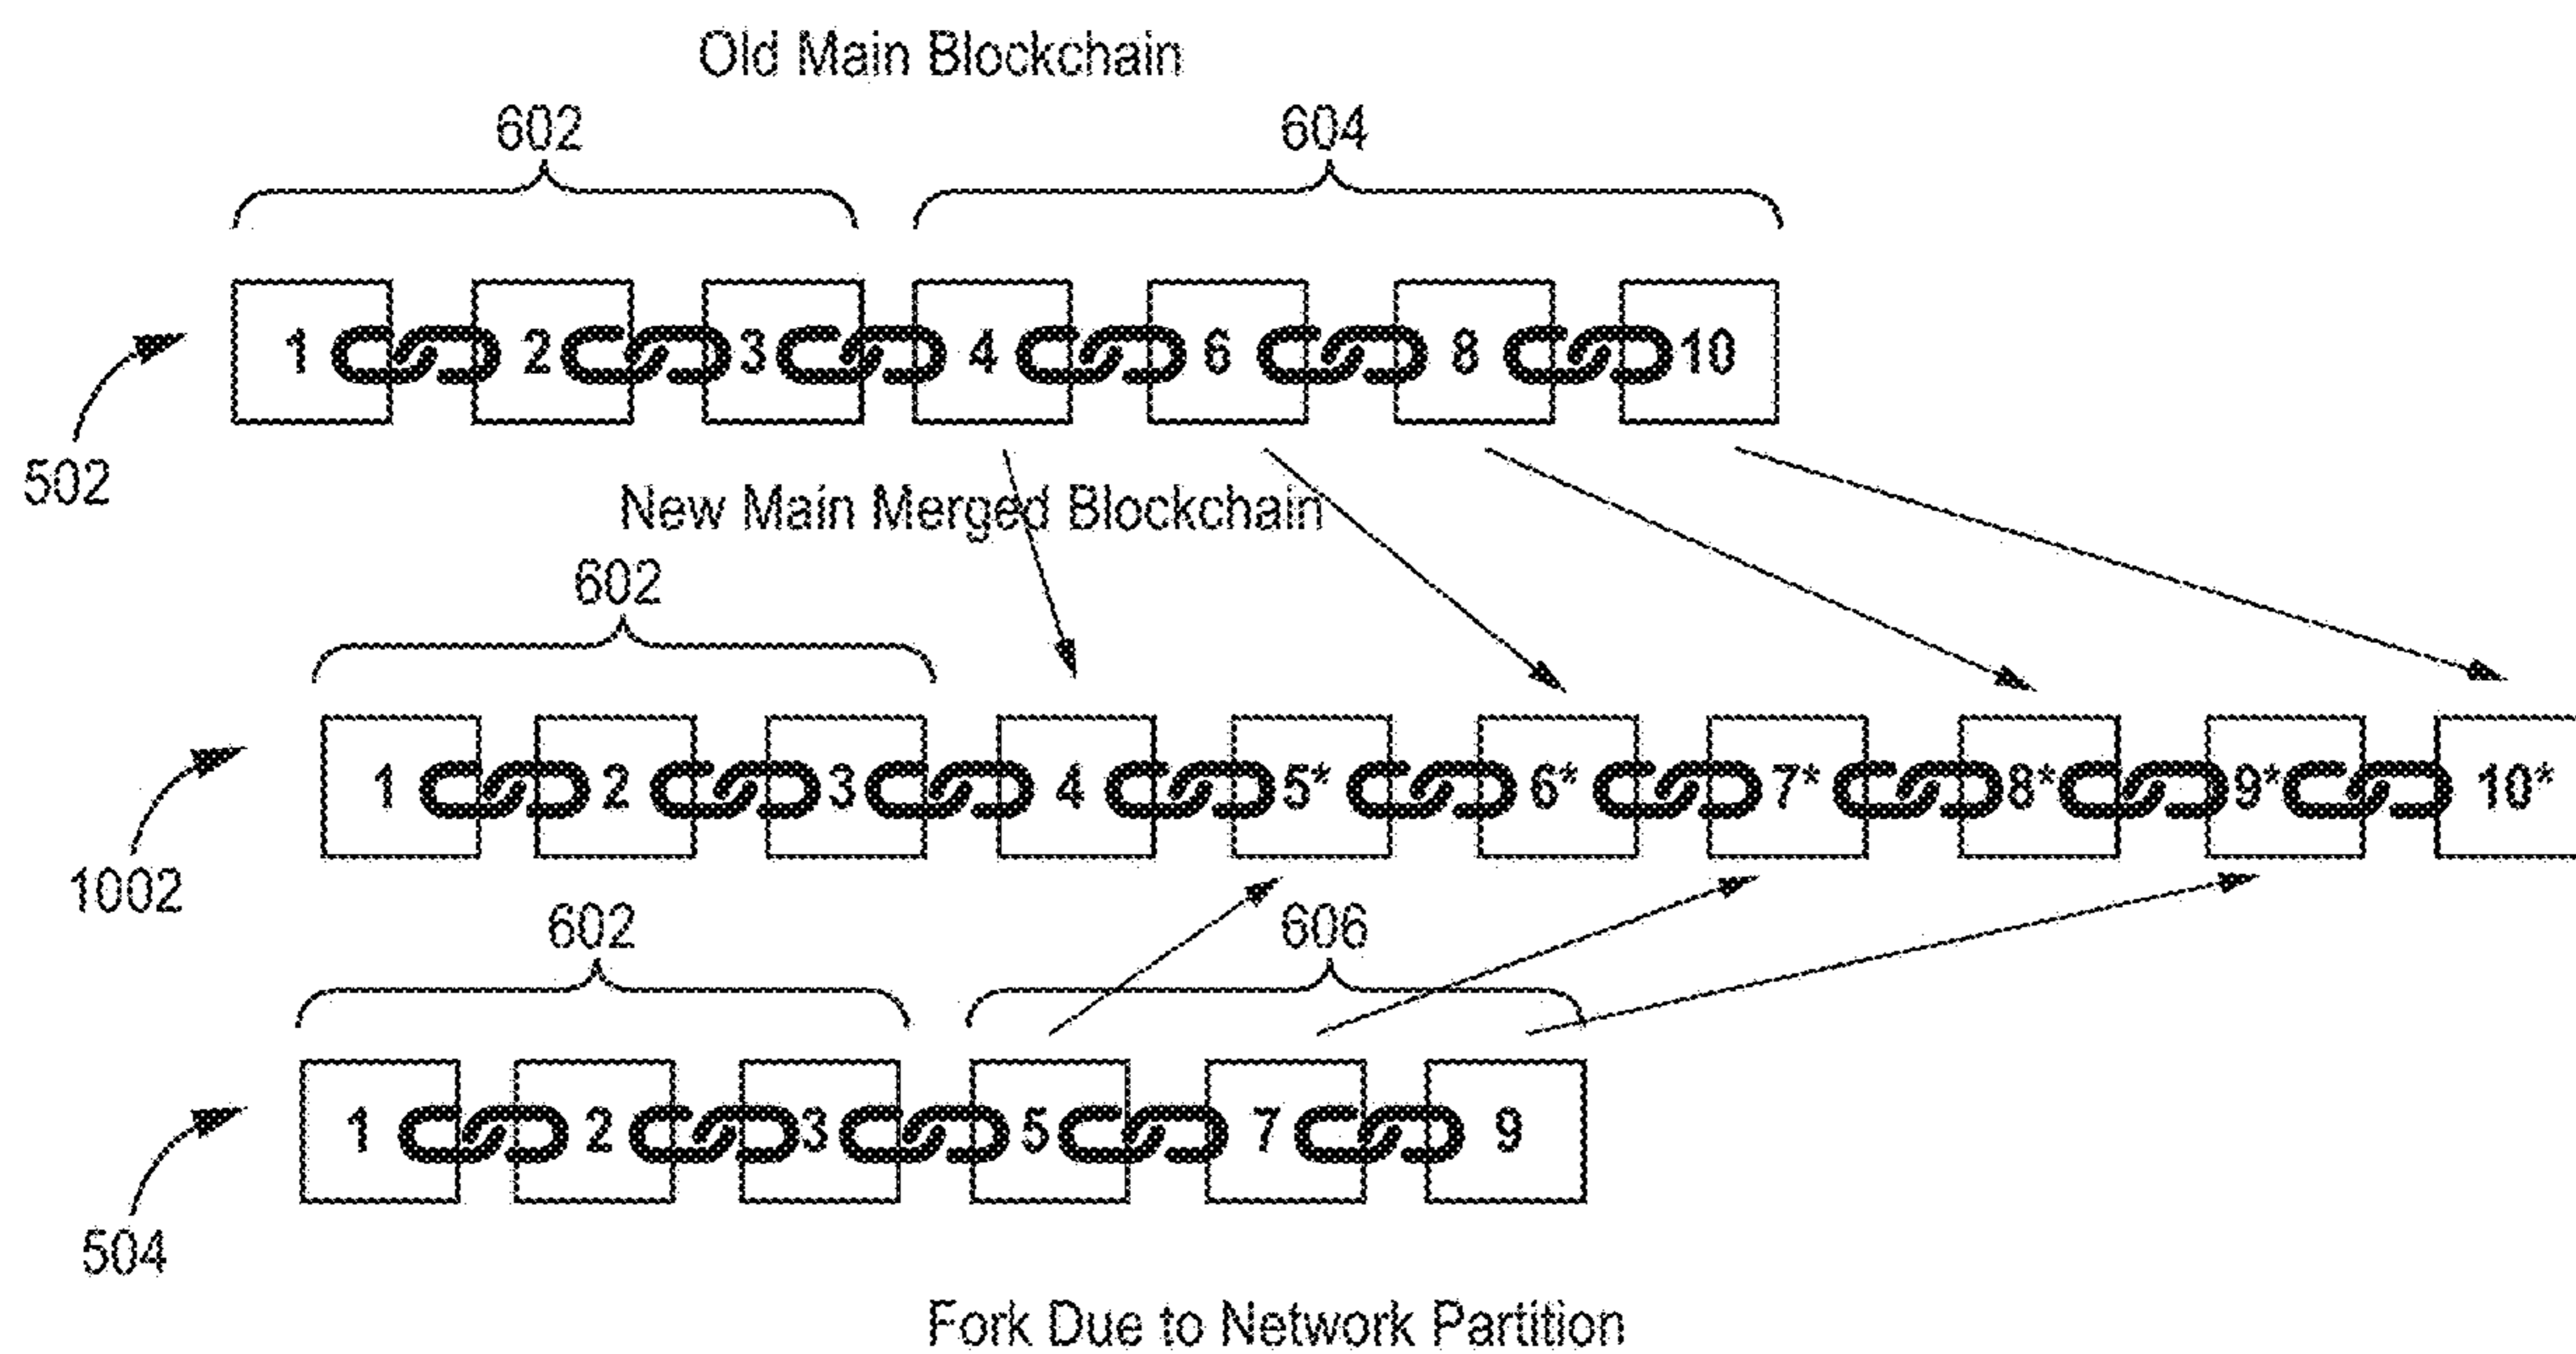 Old Main Blockchain
602 604
1 2 3 4 6 8 10
502
New Main Merged Blockchain
602
1 2 3 4 5* 6* 7* 8* 9* 10*
1002
602 606
1 2 3 5 7 9
504
Fork Due to Network Partition